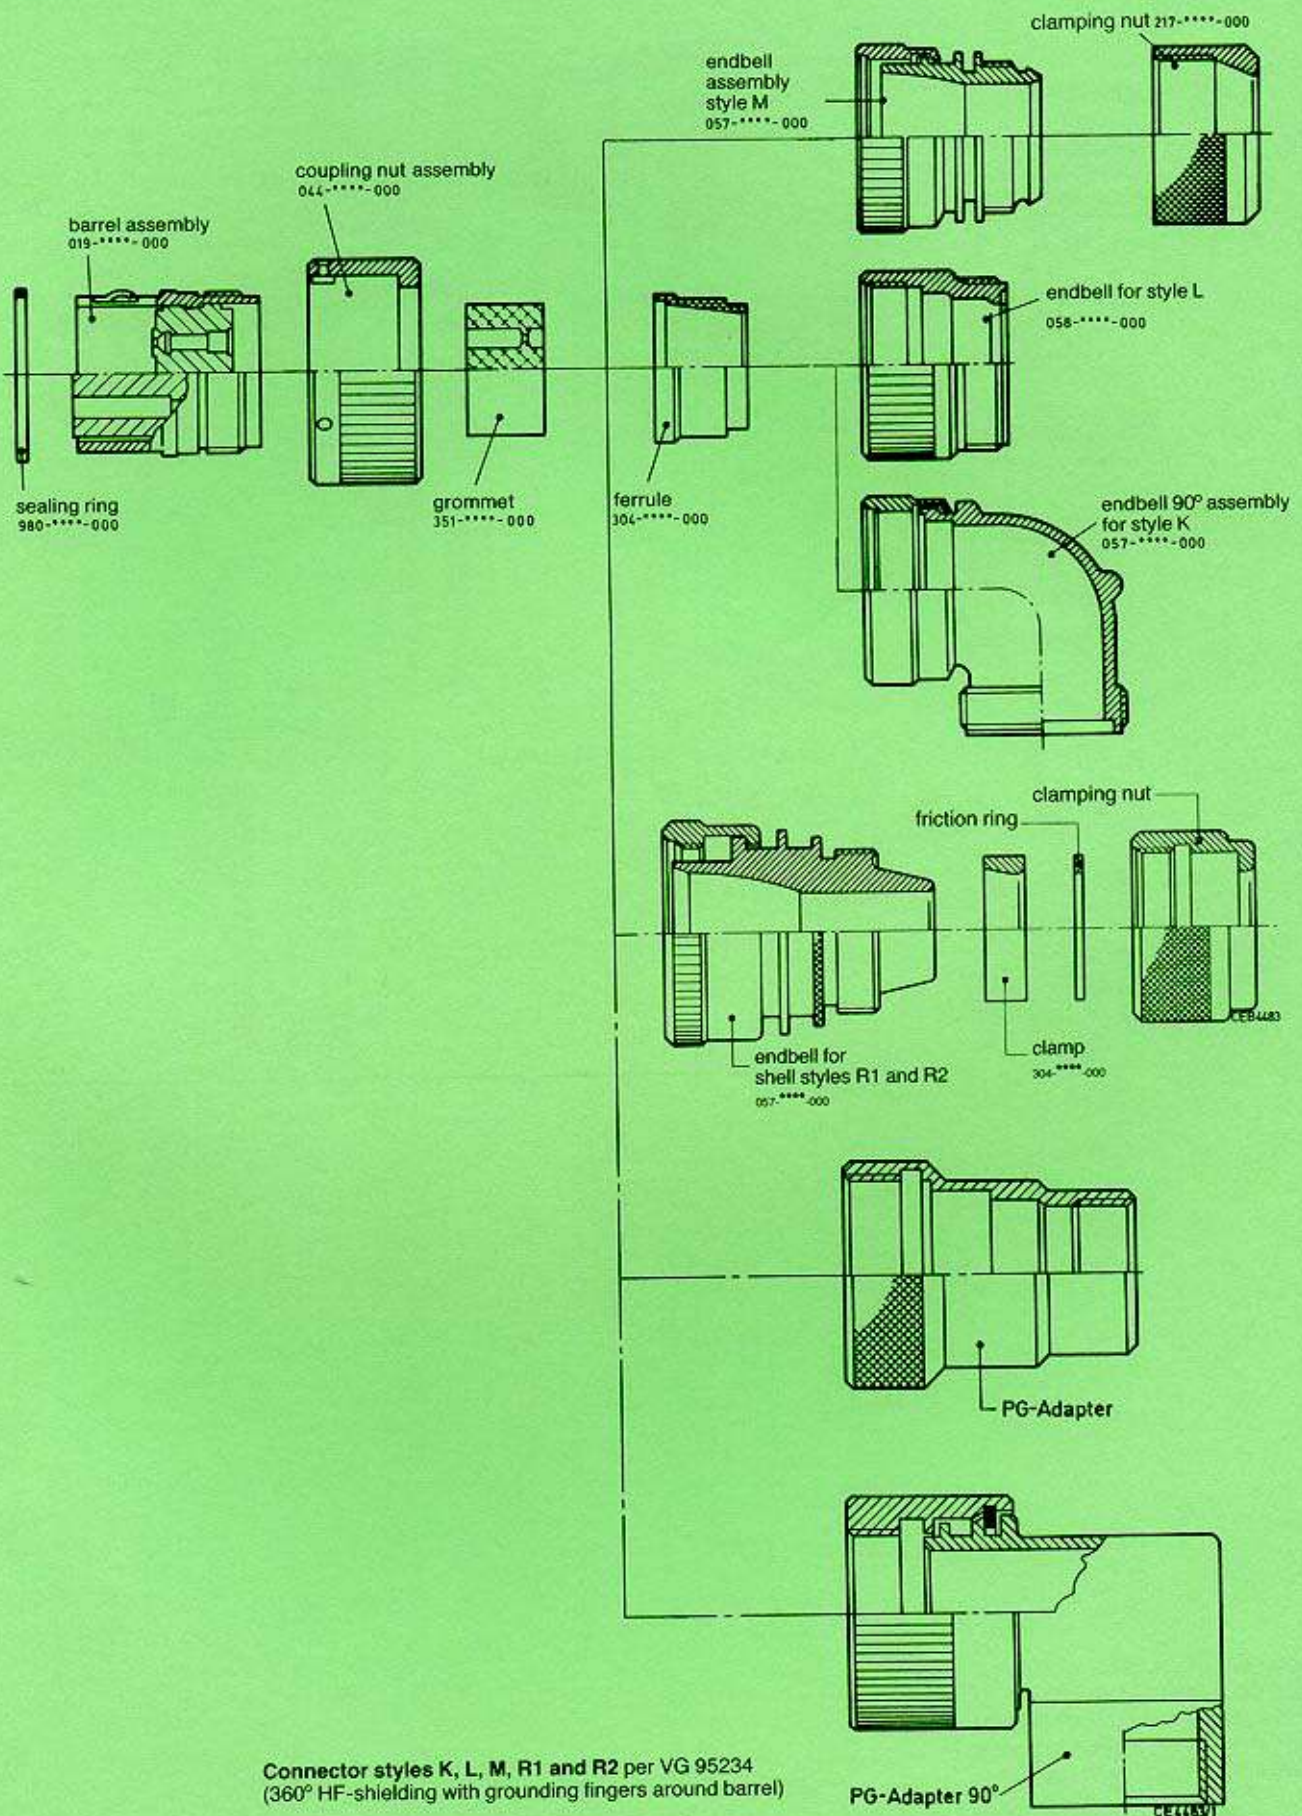 clamping nut 217-****-000
endbell
assembly
style M
057-****-000
coupling nut assembly
044-****-000
barrel assembly
019-****-000
endbell for style L
058-****-000
sealing ring
980-****-000
grommet
351-****-000
ferrule
304-****-000
endbell 90° assembly
for style K
057-****-000
clamping nut
friction ring
CEB4483
clamp
304-****-000
endbell for
shell styles R1 and R2
057-****-000
PG-Adapter
PG-Adapter 90°
Connector styles K, L, M, R1 and R2 per VG 95234
(360° HF-shielding with grounding fingers around barrel)